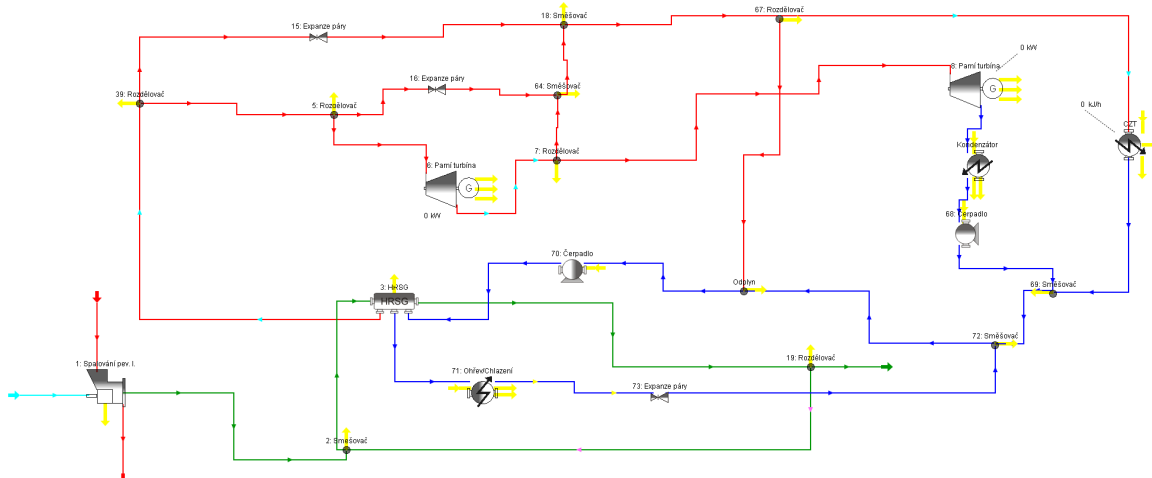 18: Směšovač
67: Rozdělovač
15: Expanze páry
0 kW
8: Parní turbína
16: Expanze páry
64: Směšovač
39: Rozdělovač
5: Rozdělovač
G
0 kJ/h
CZT
Kondenzátor
7: Rozdělovač
6: Parní turbína
G
0 kW
68: Čerpadlo
70: Čerpadlo
3: HRSG
HRSG
Odplyn
69: Směšovač
72: Směšovač
1: Spalování pev. l.
71: Ohřev/Chlazení
19: Rozdělovač
73: Expanze páry
2: Směšovač